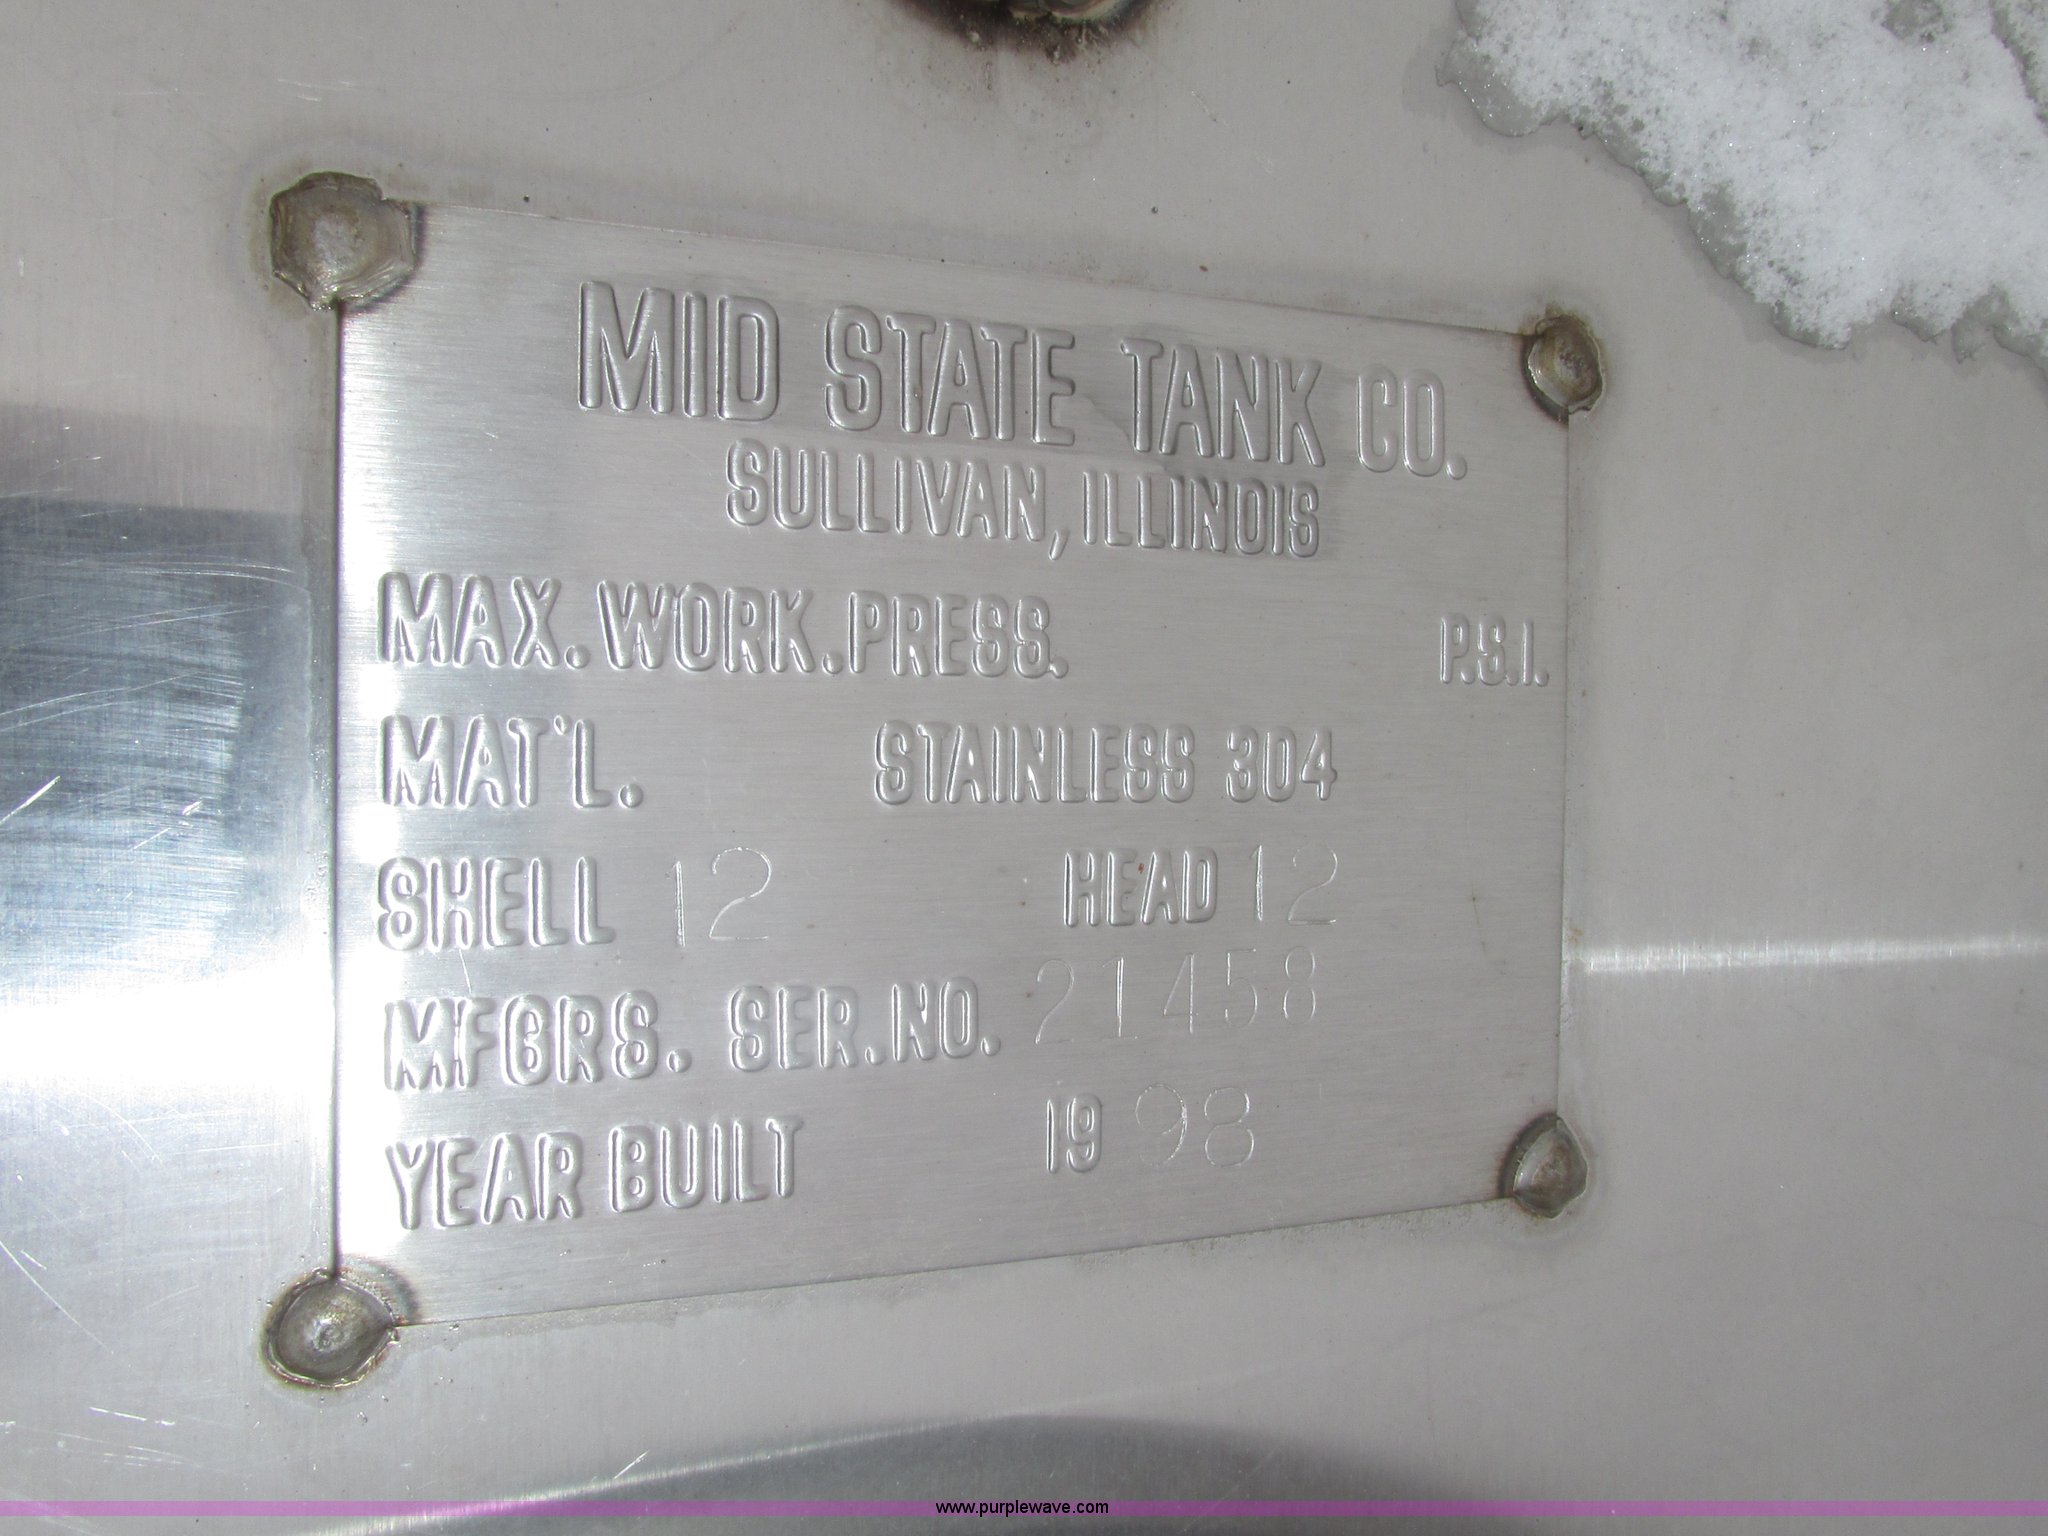 MID STATE TANK CO.
SULLIVAN, ILLINOIS
MAX. WORK. PRESS. P.S.I.
MAT'L. STAINLESS 304
SHELL 12 HEAD 12
MFGRS. SER. NO. 21458
YEAR BUILT 1998
www.purplewave.com